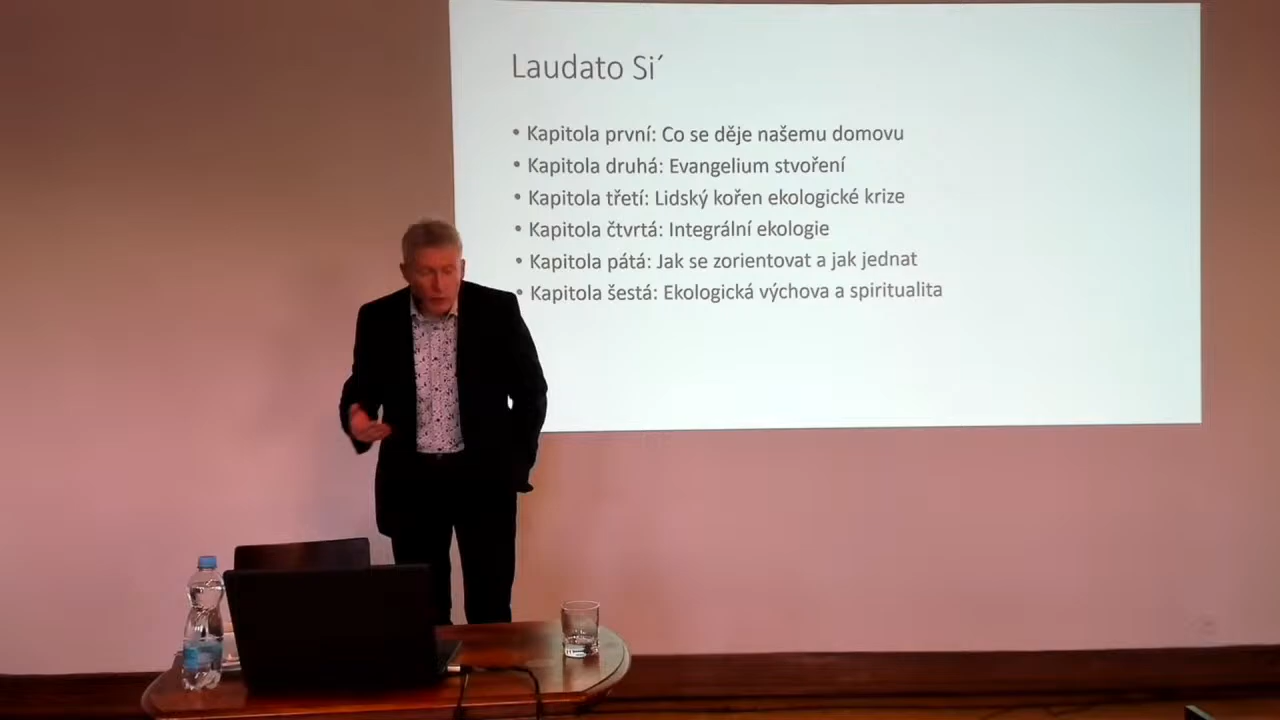 Laudato Si´
• Kapitola první: Co se děje našemu domovu
• Kapitola druhá: Evangelium stvoření
• Kapitola třetí: Lidský kořen ekologické krize
• Kapitola čtvrtá: Integrální ekologie
• Kapitola pátá: Jak se zorientovat a jak jednat
• Kapitola šestá: Ekologická výchova a spiritualita